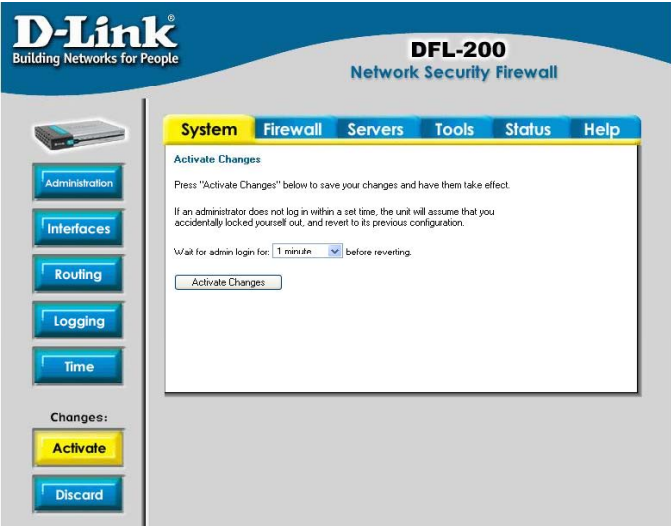 D-Link®
Building Networks for People
DFL-200
Network Security Firewall
System Firewall Servers Tools Status Help
Administration
Interfaces
Routing
Logging
Time
Changes:
Activate
Discard
Activate Changes
Press "Activate Changes" below to save your changes and have them take effect.
If an administrator does not log in within a set time, the unit will assume that you
accidentally locked yourself out, and revert to its previous configuration.
Wait for admin login for: 1 minute before reverting.
Activate Changes